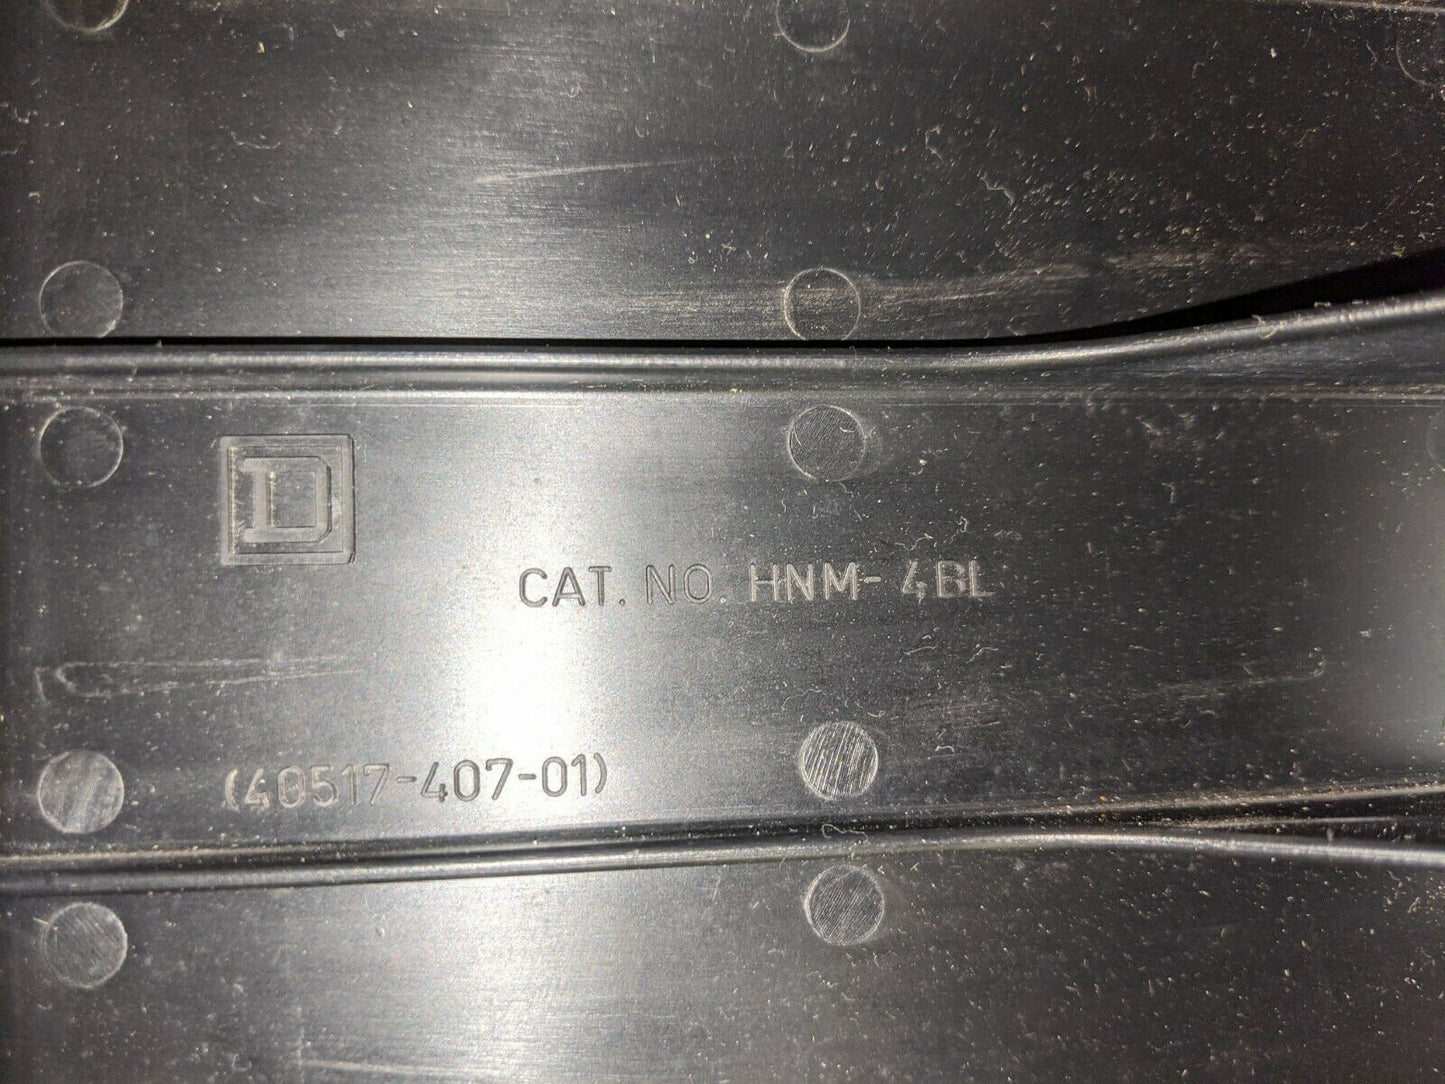 D
CAT. NO. HNM- 4BL
(40517-407-01)